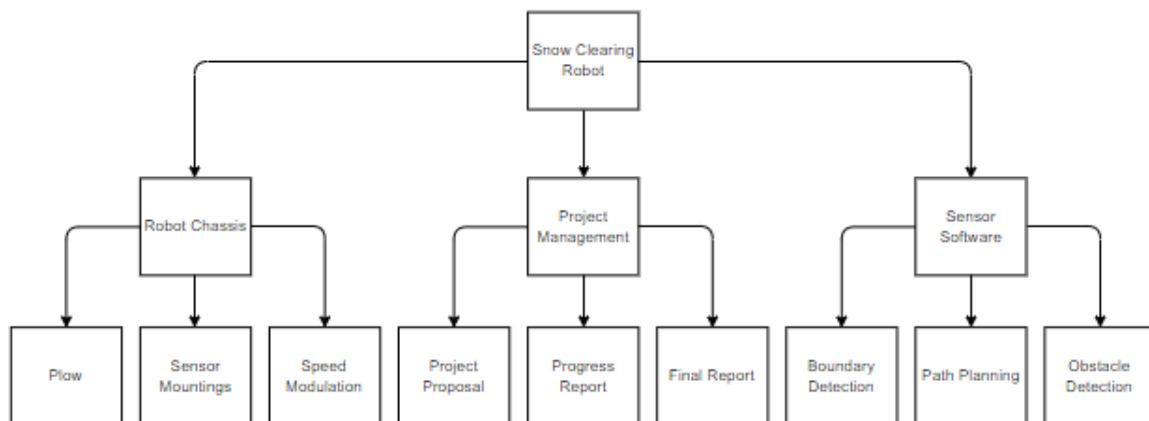 Snow Clearing
Robot
Robot Chassis
Project
Management
Sensor
Software
Plow
Sensor
Mountings
Speed
Modulation
Project
Proposal
Progress
Report
Final Report
Boundary
Detection
Path Planning
Obstacle
Detection